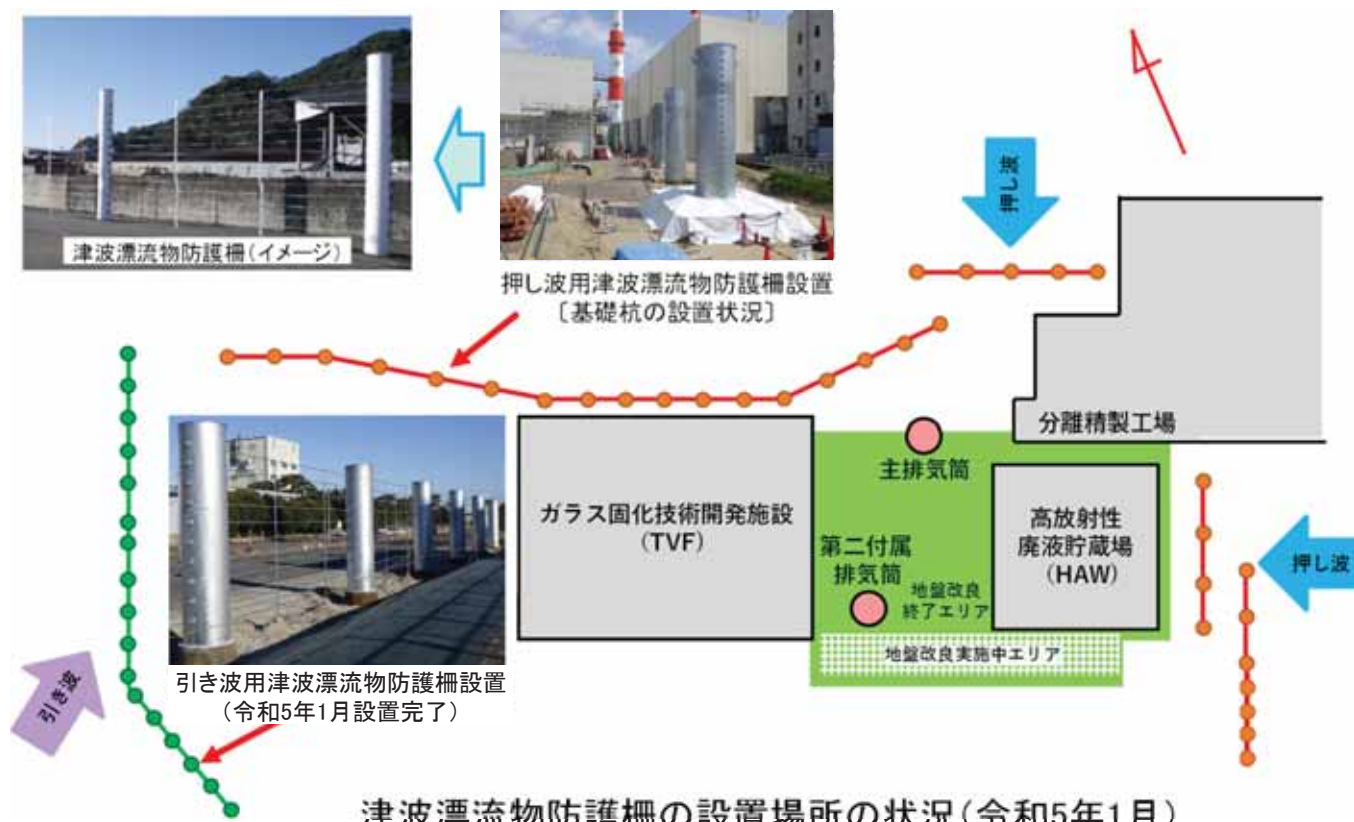 津波漂流物防護柵(イメージ)
押し波用津波漂流物防護柵設置
〔基礎杭の設置状況〕
押し波
分離精製工場
主排気筒
ガラス固化技術開発施設
(TVF)
第二付属
排気筒
地盤改良
終了エリア
高放射性
廃液貯蔵場
(HAW)
押し波
地盤改良実施中エリア
引き波
引き波用津波漂流物防護柵設置
(令和5年1月設置完了)
津波漂流物防護柵の設置場所の状況(令和5年1月)